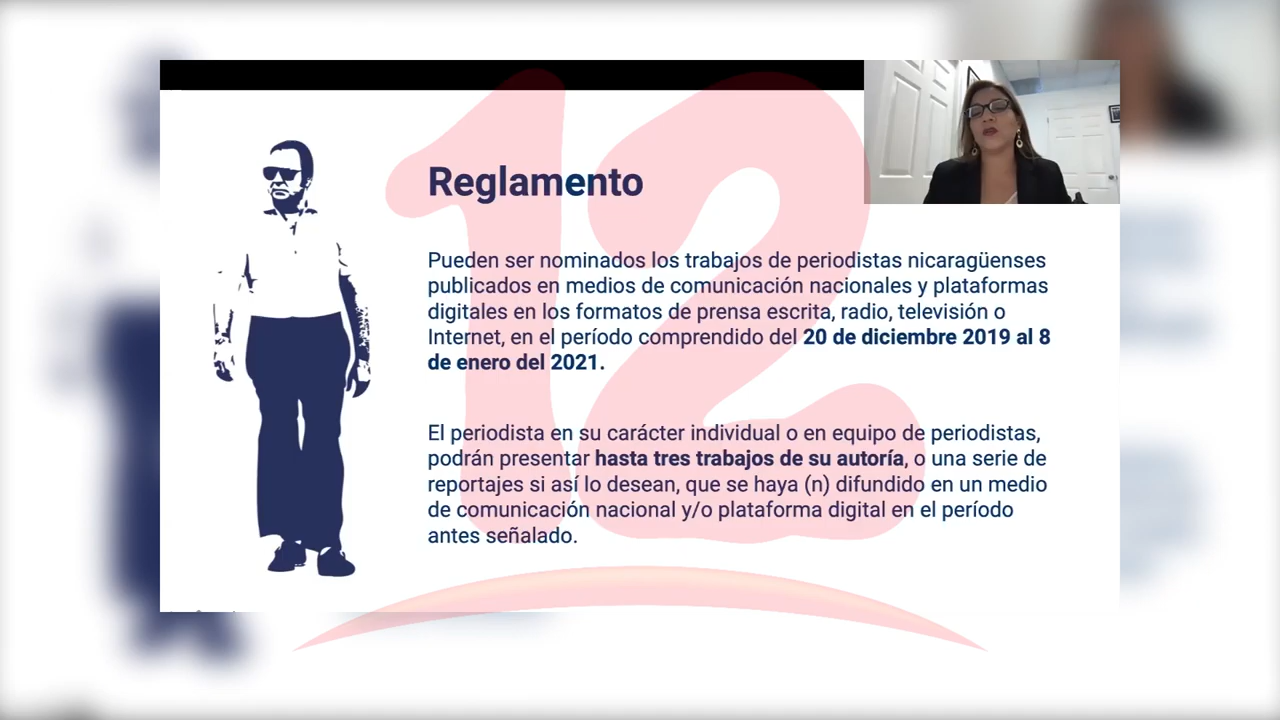 12
Reglamento
Pueden ser nominados los trabajos de periodistas nicaragüenses
publicados en medios de comunicación nacionales y plataformas
digitales en los formatos de prensa escrita, radio, televisión o
Internet, en el período comprendido del 20 de diciembre 2019 al 8
de enero del 2021.
El periodista en su carácter individual o en equipo de periodistas,
podrán presentar hasta tres trabajos de su autoría, o una serie de
reportajes si así lo desean, que se haya (n) difundido en un medio
de comunicación nacional y/o plataforma digital en el período
antes señalado.